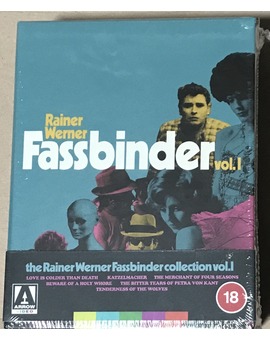 Rainer
Werner
Fassbinder vol.1
the Rainer Werner Fassbinder collection vol.1
LOVE IS COLDER THAN DEATH KATZELMACHER THE MERCHANT OF FOUR SEASONS
BEWARE OF A HOLY WHORE THE BITTER TEARS OF PETRA VON KANT
TENDERNESS OF THE WOLVES
ARROW
VIDEO
18